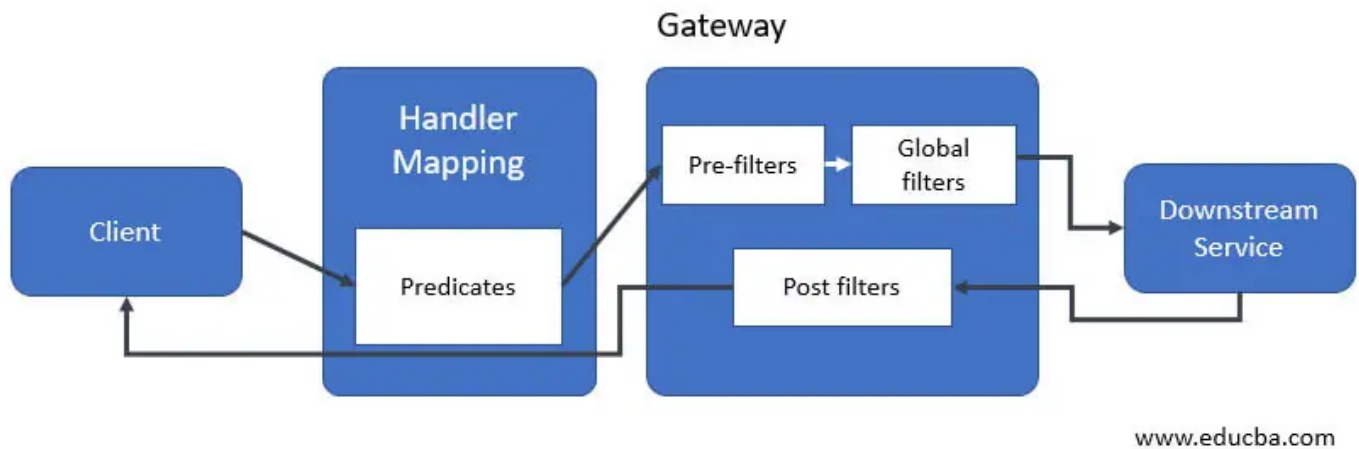 Gateway
Handler
Mapping
Predicates
Client
Pre-filters
Global
filters
Post filters
Downstream
Service
www.educba.com